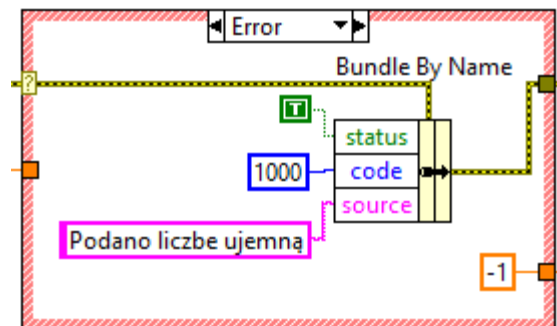 Error
Bundle By Name
?
T
status
1000
code
source
Podano liczbe ujemną
-1